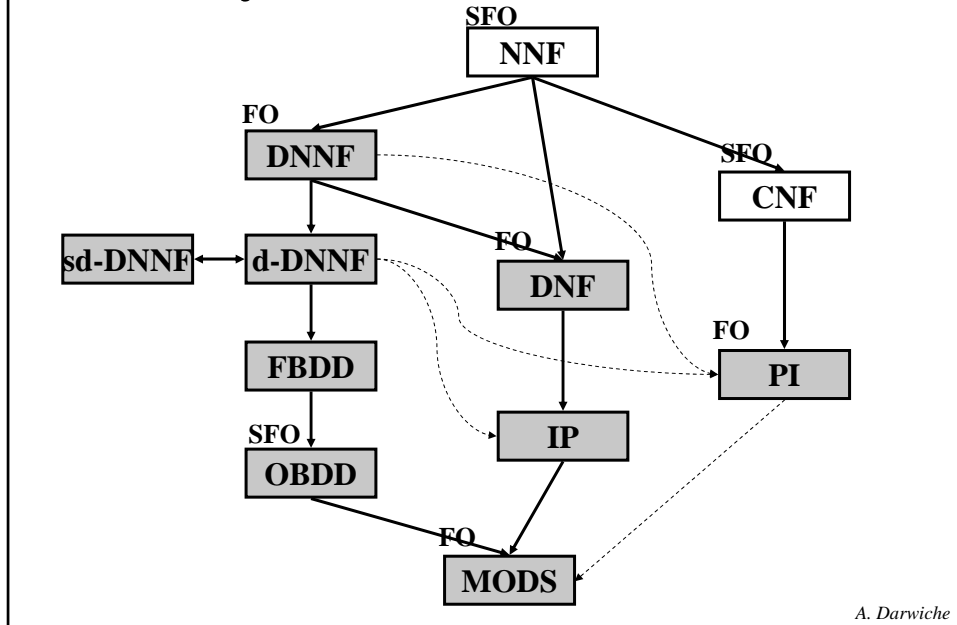 SFO
NNF
FO
DNNF
SFO
CNF
FO
sd-DNNF
d-DNNF
DNF
FO
FBDD
PI
SFO
IP
OBDD
FO
MODS
A. Darwiche